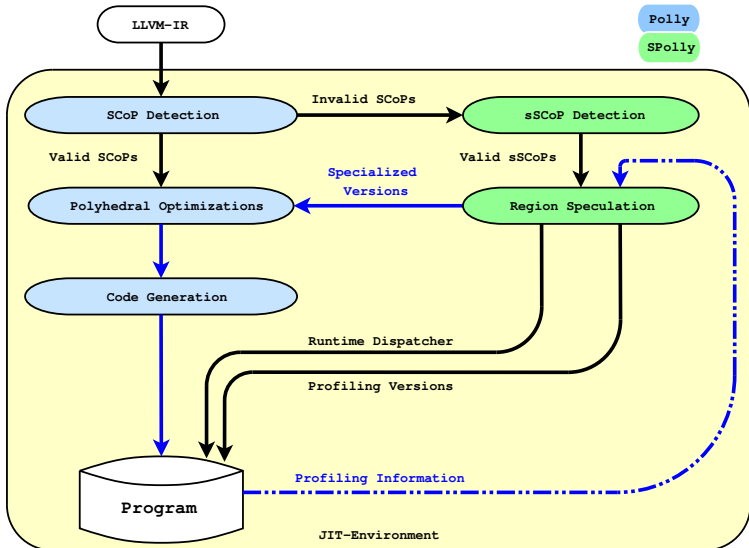 LLVM-IR
Polly
SPolly
Invalid SCoPs
SCoP Detection
sSCoP Detection
Valid SCoPs
Valid sSCoPs
Specialized
Versions
Polyhedral Optimizations
Region Speculation
Code Generation
Runtime Dispatcher
Profiling Versions
Profiling Information
Program
JIT-Environment